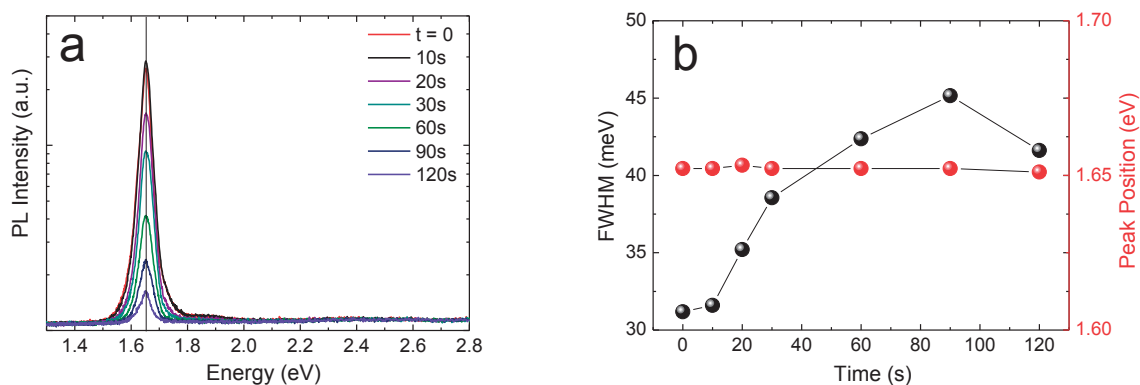 a
t = 0
10s
20s
30s
60s
90s
120s
PL Intensity (a.u.)
1.4 1.6 1.8 2.0 2.2 2.4 2.6 2.8
Energy (eV)
b
50
45
40
35
30
FWHM (meV)
1.70
1.65
1.60
Peak Position (eV)
0 20 40 60 80 100 120
Time (s)